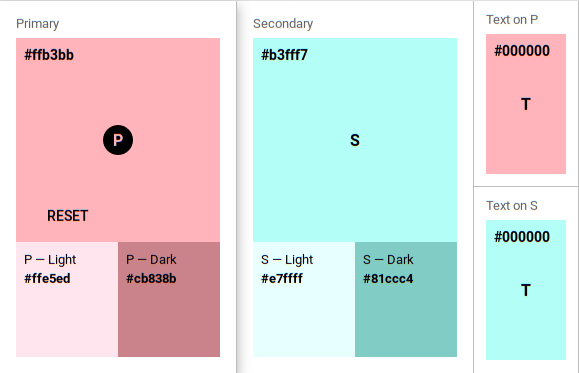 Primary
#ffb3bb
P
RESET
P — Light
#ffe5ed
P — Dark
#cb838b
Secondary
#b3fff7
S
S — Light
#e7ffff
S — Dark
#81ccc4
Text on P
#000000
T
Text on S
#000000
T